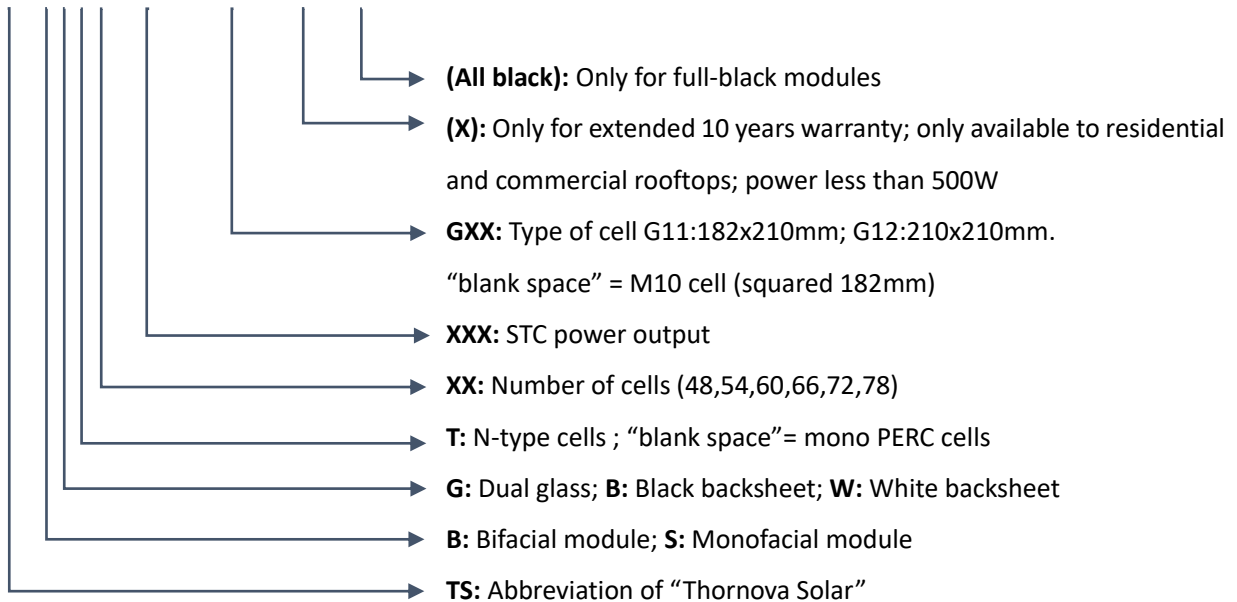 (All black): Only for full-black modules
(X): Only for extended 10 years warranty; only available to residential
and commercial rooftops; power less than 500W
GXX: Type of cell G11:182x210mm; G12:210x210mm.
“blank space” = M10 cell (squared 182mm)
XXX: STC power output
XX: Number of cells (48,54,60,66,72,78)
T: N-type cells ; “blank space”= mono PERC cells
G: Dual glass; B: Black backsheet; W: White backsheet
B: Bifacial module; S: Monofacial module
TS: Abbreviation of “Thornova Solar”